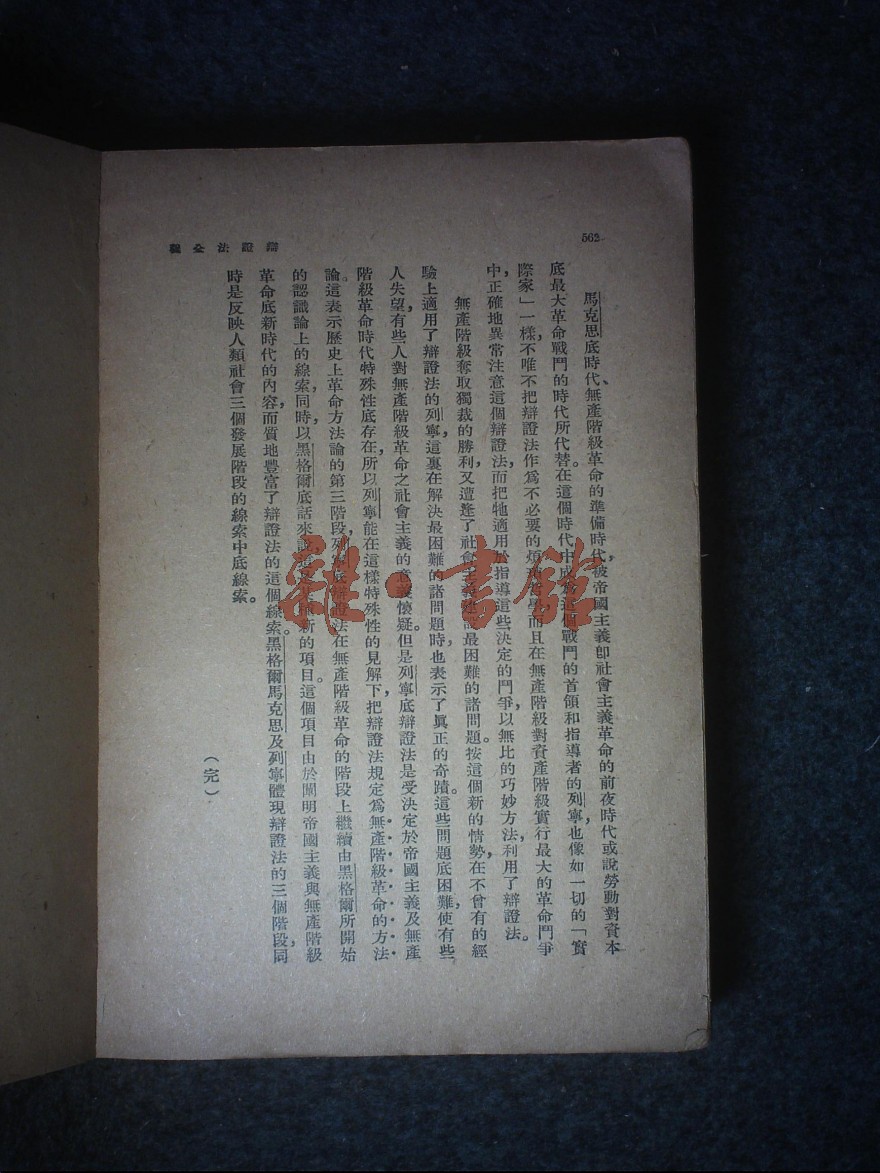 562
辯證法全觀
馬克思底時代、無產階級革命的準備時代,被帝國主義卽社會主義革命的前夜時代或說勞動對資本
底最大革命戰鬥的時代所代替。在這個時代中成爲這個戰鬥的首領和指導者的列寧,也像如一切的「實
際家」一樣,不唯不把辯證法作爲不必要的煩 哲學,而且在無產階級對資產階級實行最大的革命鬥爭
中,正確地異常注意這個辯證法,而把牠適用於指導這些決定的鬥爭,以無比的巧妙方法,利用了辯證法。
無產階級奪取獨裁的勝利,又遭逢了社會主義建設最困難的諸問題。按這個新的情勢在不曾有的經
驗上適用了辯證法的列寧,這裏在解決最困難的諸問題時,也表示了眞正的奇蹟。這些問題底困難,使有些
人失望,有些人對無產階級革命之社會主義的意義懷疑。但是列寧底辯證法是受決定於帝國主義及無產
階級革命時代特殊性底存在,所以列寧能在這樣特殊性的見解下,把辯證法規定爲無產階級革命的方法
論。這表示歷史上革命方法論的第三階段,列寧底辯證法在無產階級革命的階段上繼續由黑格爾所開始
的認識論上的線索,同時,以黑格爾底話來說,這是 新的項目。這個項目由於闡明帝國主義與無產階級
革命底新時代的內容,而質地豐富了辯證法的這個線索。黑格爾馬克思及列寧體現辯證法的三個階段,同
時是反映人類社會三個發展階段的線索中底線索。
(完)
雜·書館